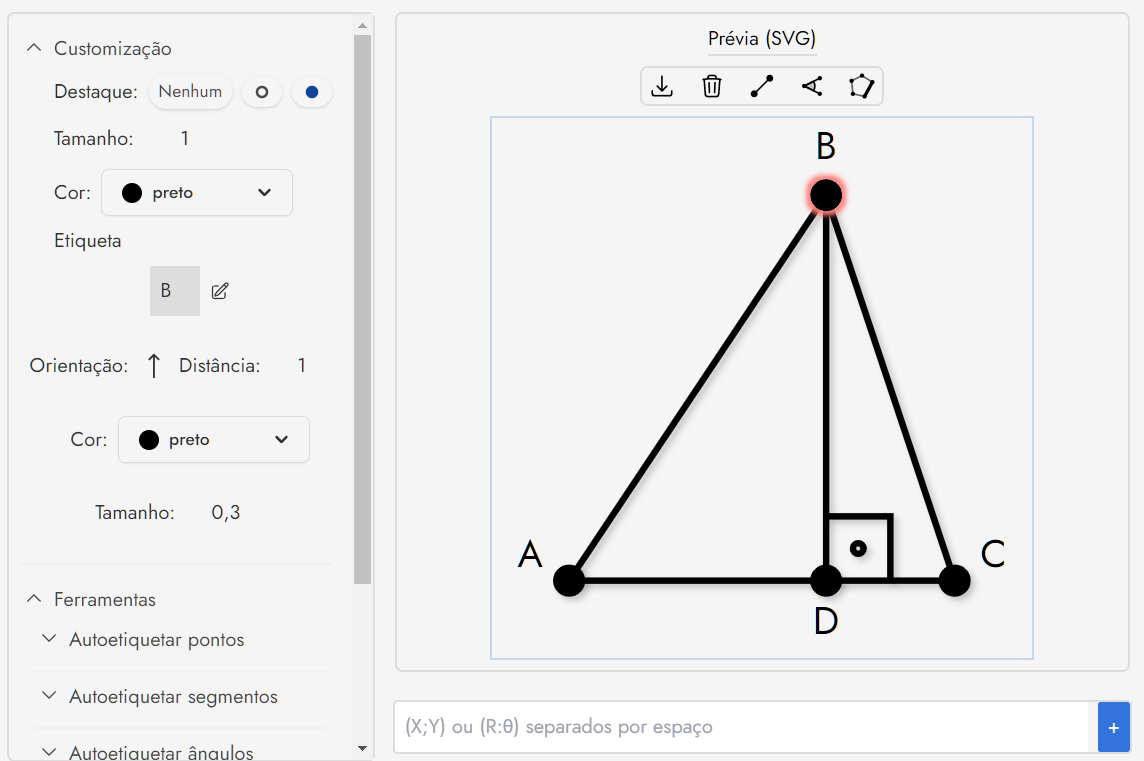 Customização
Destaque: Nenhum
Tamanho: 1
Cor: preto
Etiqueta
B
Orientação: ↑ Distância: 1
Cor: preto
Tamanho: 0,3
Ferramentas
Autoetiquetar pontos
Autoetiquetar segmentos
Autoetiquetar ângulos
Prévia (SVG)
B
A
C
D
(X;Y) ou (R:θ) separados por espaço
+